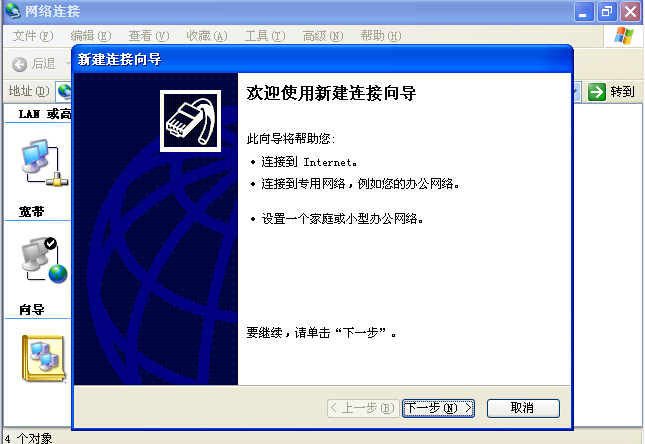 网络连接
文件(F) 编辑(E) 查看(V) 收藏(A) 工具(T) 高级(N) 帮助(H)
后退
地址(D) 转到
新建连接向导
LAN 或高
宽带
向导
欢迎使用新建连接向导
此向导将帮助您:
• 连接到 Internet。
• 连接到专用网络,例如您的办公网络。
• 设置一个家庭或小型办公网络。
要继续,请单击“下一步”。
< 上一步(B) 下一步(N) > 取消
4 个对象